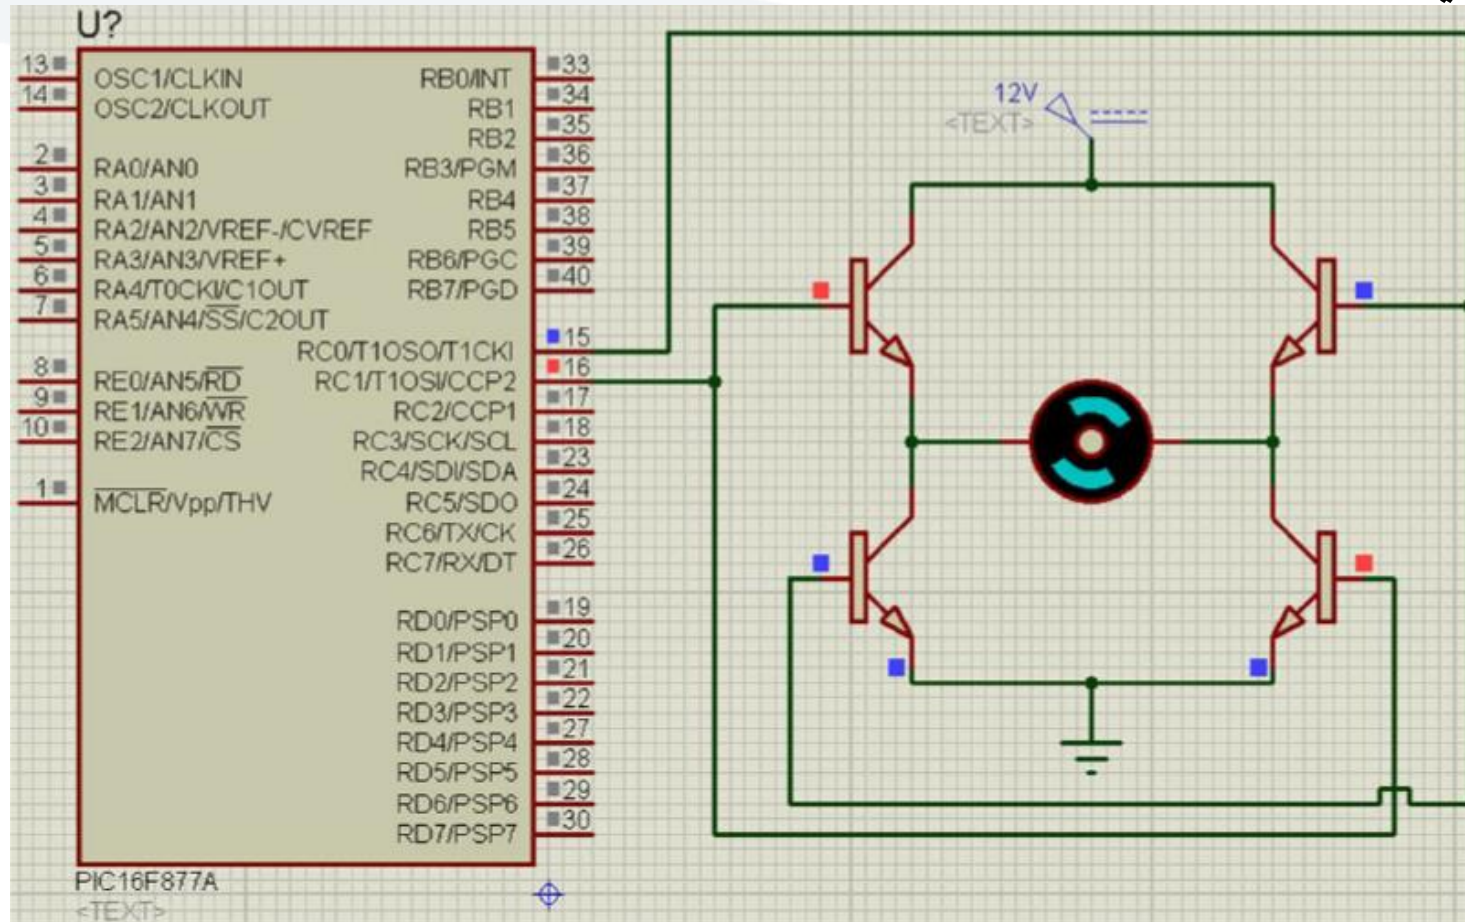 U?
13 OSC1/CLKIN
14 OSC2/CLKOUT
2 RA0/AN0
3 RA1/AN1
4 RA2/AN2/VREF-/CVREF
5 RA3/AN3/VREF+
6 RA4/T0CKI/C1OUT
7 RA5/AN4/SS/C2OUT
8 RE0/AN5/RD
9 RE1/AN6/WR
10 RE2/AN7/CS
1 MCLR/Vpp/THV
RB0/INT 33
RB1 34
RB2 35
RB3/PGM 36
RB4 37
RB5 38
RB6/PGC 39
RB7/PGD 40
RC0/T1OSO/T1CKI 15
RC1/T1OSI/CCP2 16
RC2/CCP1 17
RC3/SCK/SCL 18
RC4/SDI/SDA 23
RC5/SDO 24
RC6/TX/CK 25
RC7/RX/DT 26
RD0/PSP0 19
RD1/PSP1 20
RD2/PSP2 21
RD3/PSP3 22
RD4/PSP4 27
RD5/PSP5 28
RD6/PSP6 29
RD7/PSP7 30
PIC16F877A
<TEXT>
12V
<TEXT>